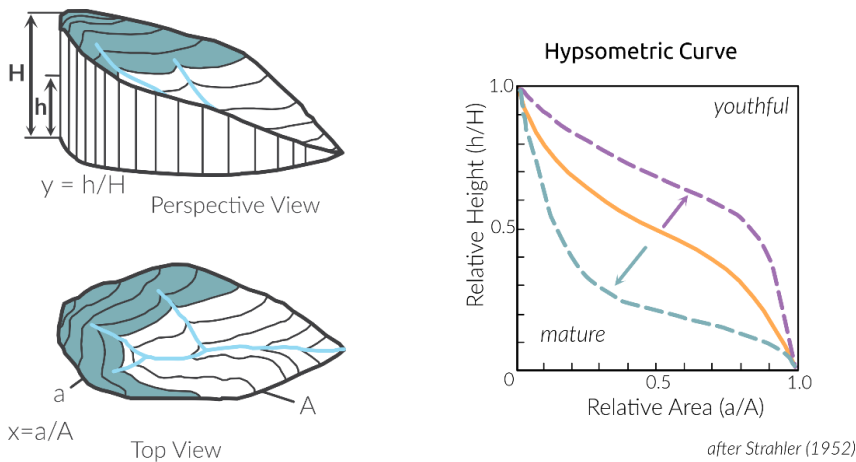 H
h
y = h/H
Perspective View
a
A
x=a/A
Top View
Hypsometric Curve
1.0
youthful
Relative Height (h/H)
0.5
mature
0
0.5
1.0
Relative Area (a/A)
after Strahler (1952)